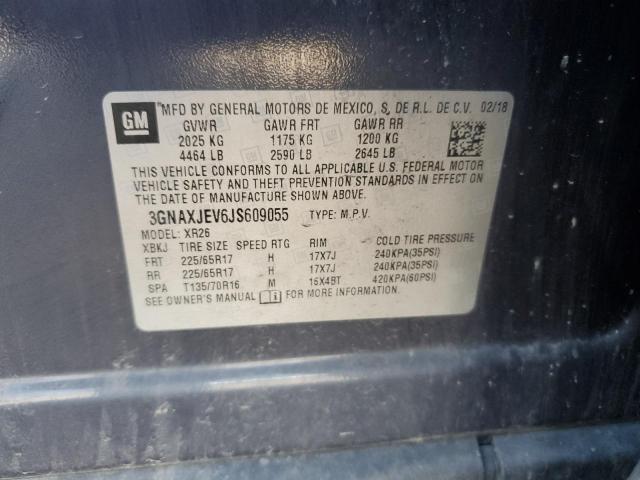 GM
MFD BY GENERAL MOTORS DE MEXICO, S. DE R.L. DE C.V. 02/18
GVWR GAWR FRT GAWR RR
2025 KG 1175 KG 1200 KG
4464 LB 2590 LB 2645 LB
THIS VEHICLE CONFORMS TO ALL APPLICABLE U.S. FEDERAL MOTOR
VEHICLE SAFETY AND THEFT PREVENTION STANDARDS IN EFFECT ON
THE DATE OF MANUFACTURE SHOWN ABOVE.
3GNAXJEV6JS609055 TYPE: M.P.V.
MODEL: XR26
XBKJ TIRE SIZE SPEED RTG RIM COLD TIRE PRESSURE
FRT 225/65R17 H 17X7J 240KPA(35PSI)
RR 225/65R17 H 17X7J 240KPA(35PSI)
SPA T135/70R16 M 16X4BT 420KPA(60PSI)
SEE OWNER'S MANUAL FOR MORE INFORMATION.